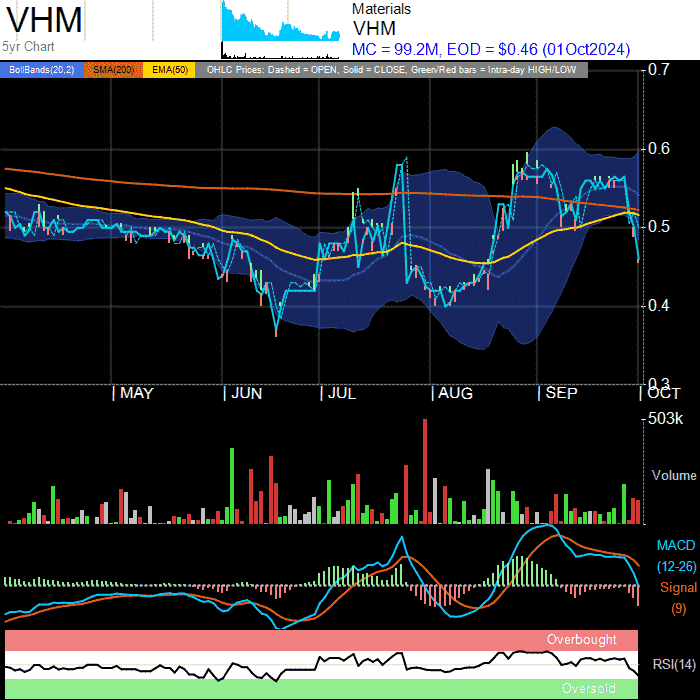 VHM
5yr Chart
Materials
VHM
MC = 99.2M, EOD = $0.46 (01Oct2024)
BollBands(20,2) SMA(200) EMA(50) OHLC Prices: Dashed = OPEN, Solid = CLOSE, Green/Red bars = Intra-day HIGH/LOW
0.7
0.6
0.5
0.4
0.3
MAY JUN JUL AUG SEP OCT
503k
Volume
MACD
(12-26)
Signal
(9)
Overbought
RSI(14)
Oversold